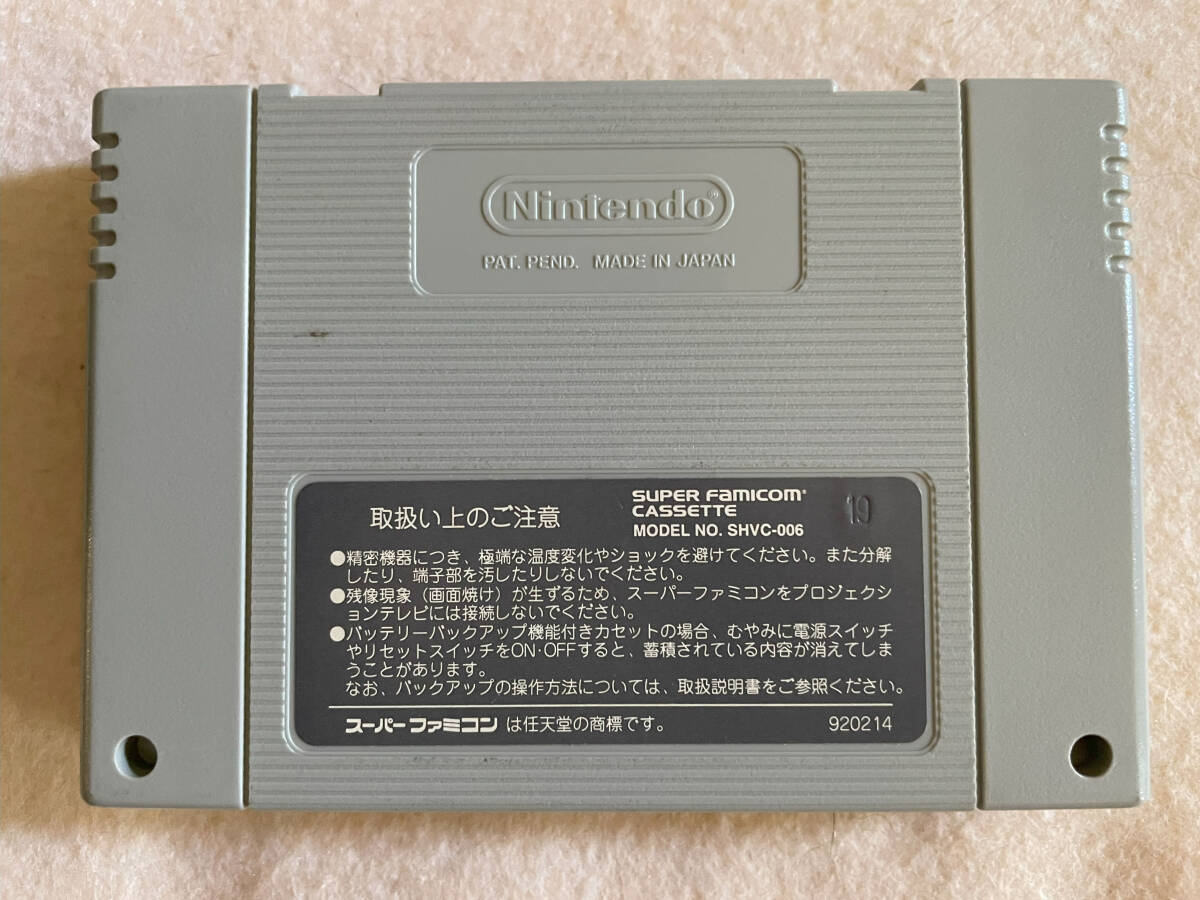 Nintendo®
PAT. PEND. MADE IN JAPAN
取扱い上のご注意
SUPER FAMICOM®
CASSETTE
MODEL NO. SHVC-006
19
●精密機器につき、極端な温度変化やショックを避けてください。また分解
したり、端子部を汚したりしないでください。
●残像現象（画面焼け）が生ずるため、スーパーファミコンをプロジェクシ
ョンテレビには接続しないでください。
●バッテリーバックアップ機能付きカセットの場合、むやみに電源スイッチ
やリセットスイッチをON·OFFすると、蓄積されている内容が消えてしま
うことがあります。
なお、バックアップの操作方法については、取扱説明書をご参照ください。
スーパーファミコン は任天堂の商標です。
920214